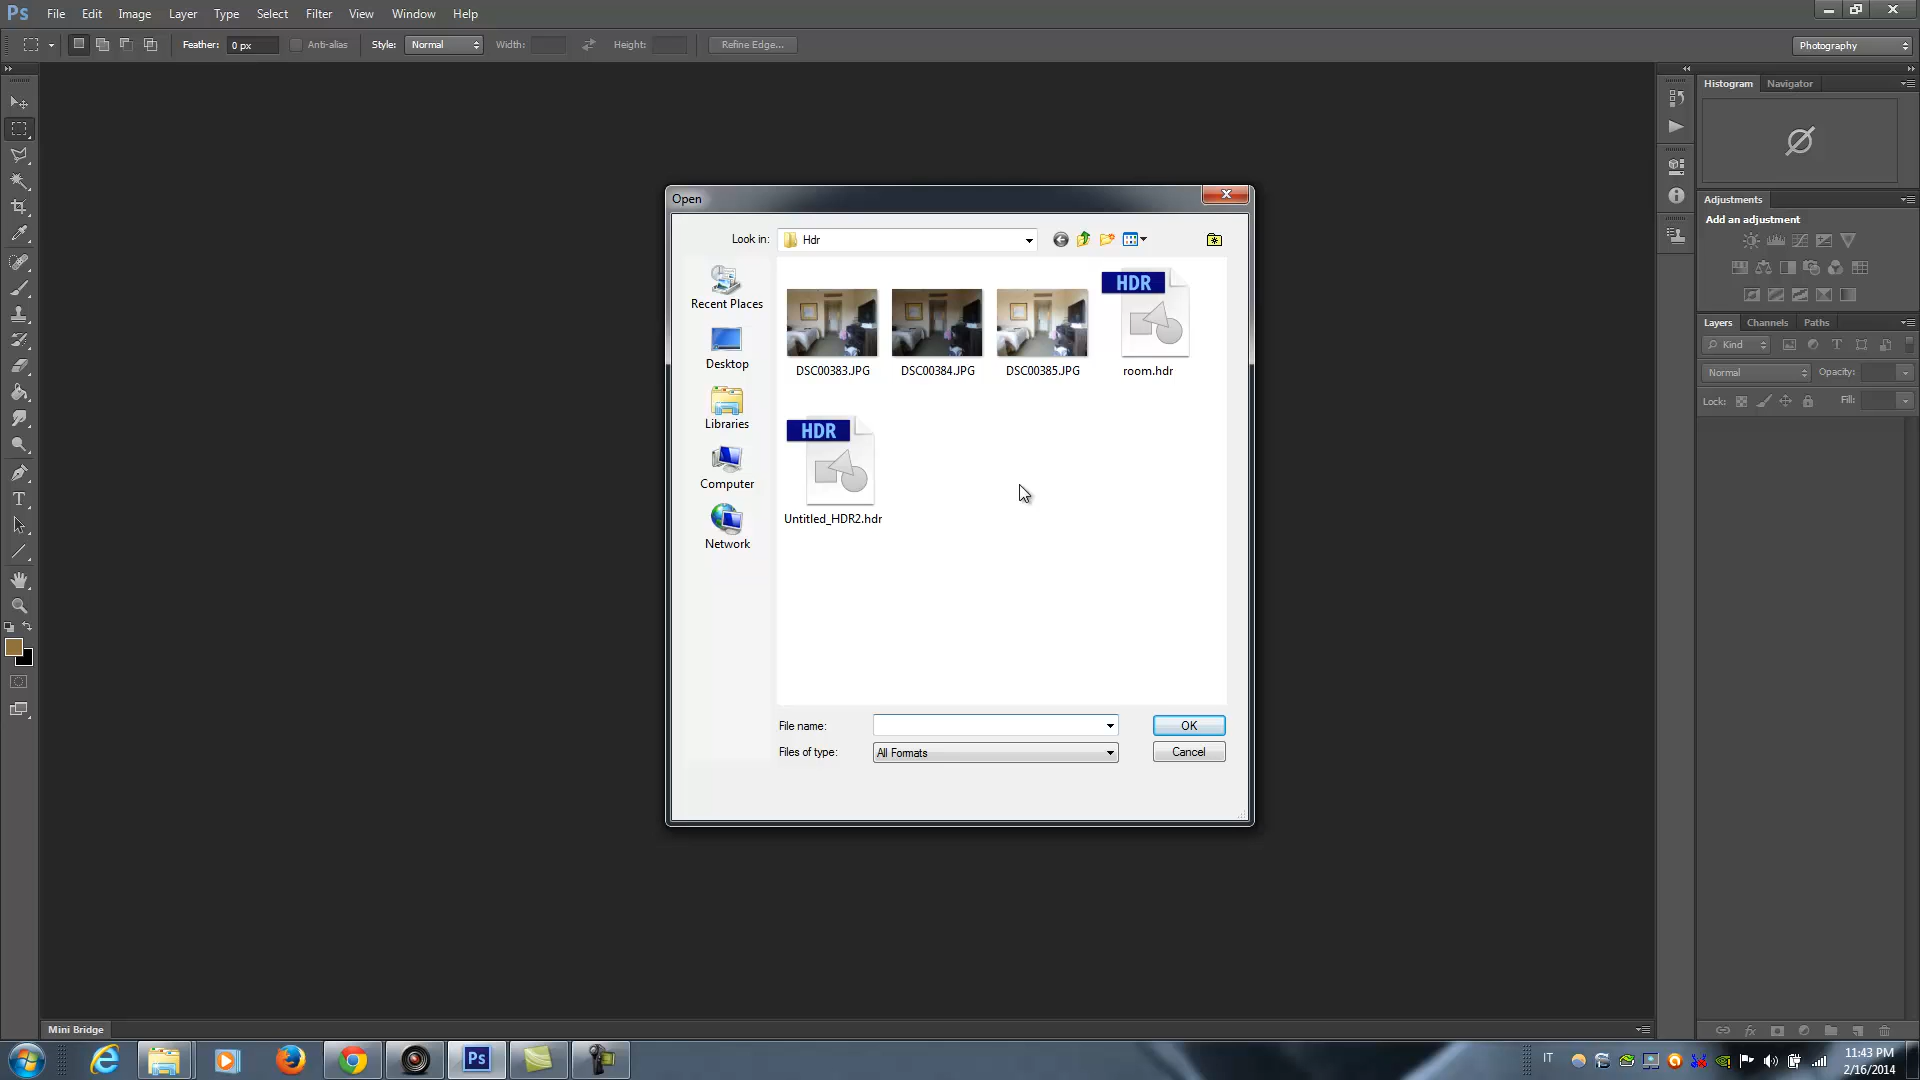 Ps File Edit Image Layer Type Select Filter View Window Help
Feather: 0 px Anti-alias Style: Normal Width: Height: Refine Edge... Photography
Histogram Navigator
Adjustments
Add an adjustment
Layers Channels Paths
Kind
Normal Opacity:
Lock: Fill:
Open
Look in: Hdr
Recent Places
Desktop
Libraries
Computer
Network
HDR
DSC00383.JPG DSC00384.JPG DSC00385.JPG room.hdr
HDR
Untitled_HDR2.hdr
File name: OK
Files of type: All Formats Cancel
Mini Bridge
Ps
IT
11:43 PM
2/16/2014